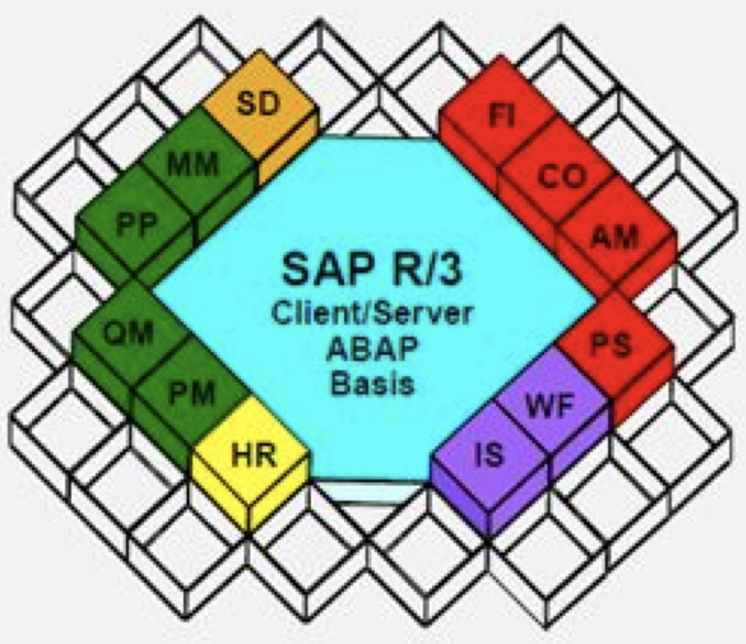 SD
MM
PP
FI
CO
AM
SAP R/3
Client/Server
ABAP
Basis
QM
PM
HR
PS
WF
IS